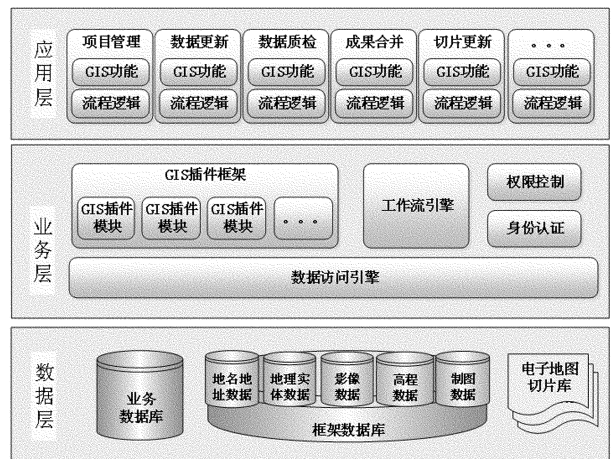 应用层
项目管理
GIS功能
流程逻辑
数据更新
GIS功能
流程逻辑
数据质检
GIS功能
流程逻辑
成果合并
GIS功能
流程逻辑
切片更新
GIS功能
流程逻辑
。。。
GIS功能
流程逻辑
业务层
GIS插件框架
GIS插件
模块
GIS插件
模块
GIS插件
模块
。。。
工作流引擎
权限控制
身份认证
数据访问引擎
数据层
业务
数据库
地名地
址数据
地理实
体数据
影像
数据
高程
数据
制图
数据
框架数据库
电子地图
切片库